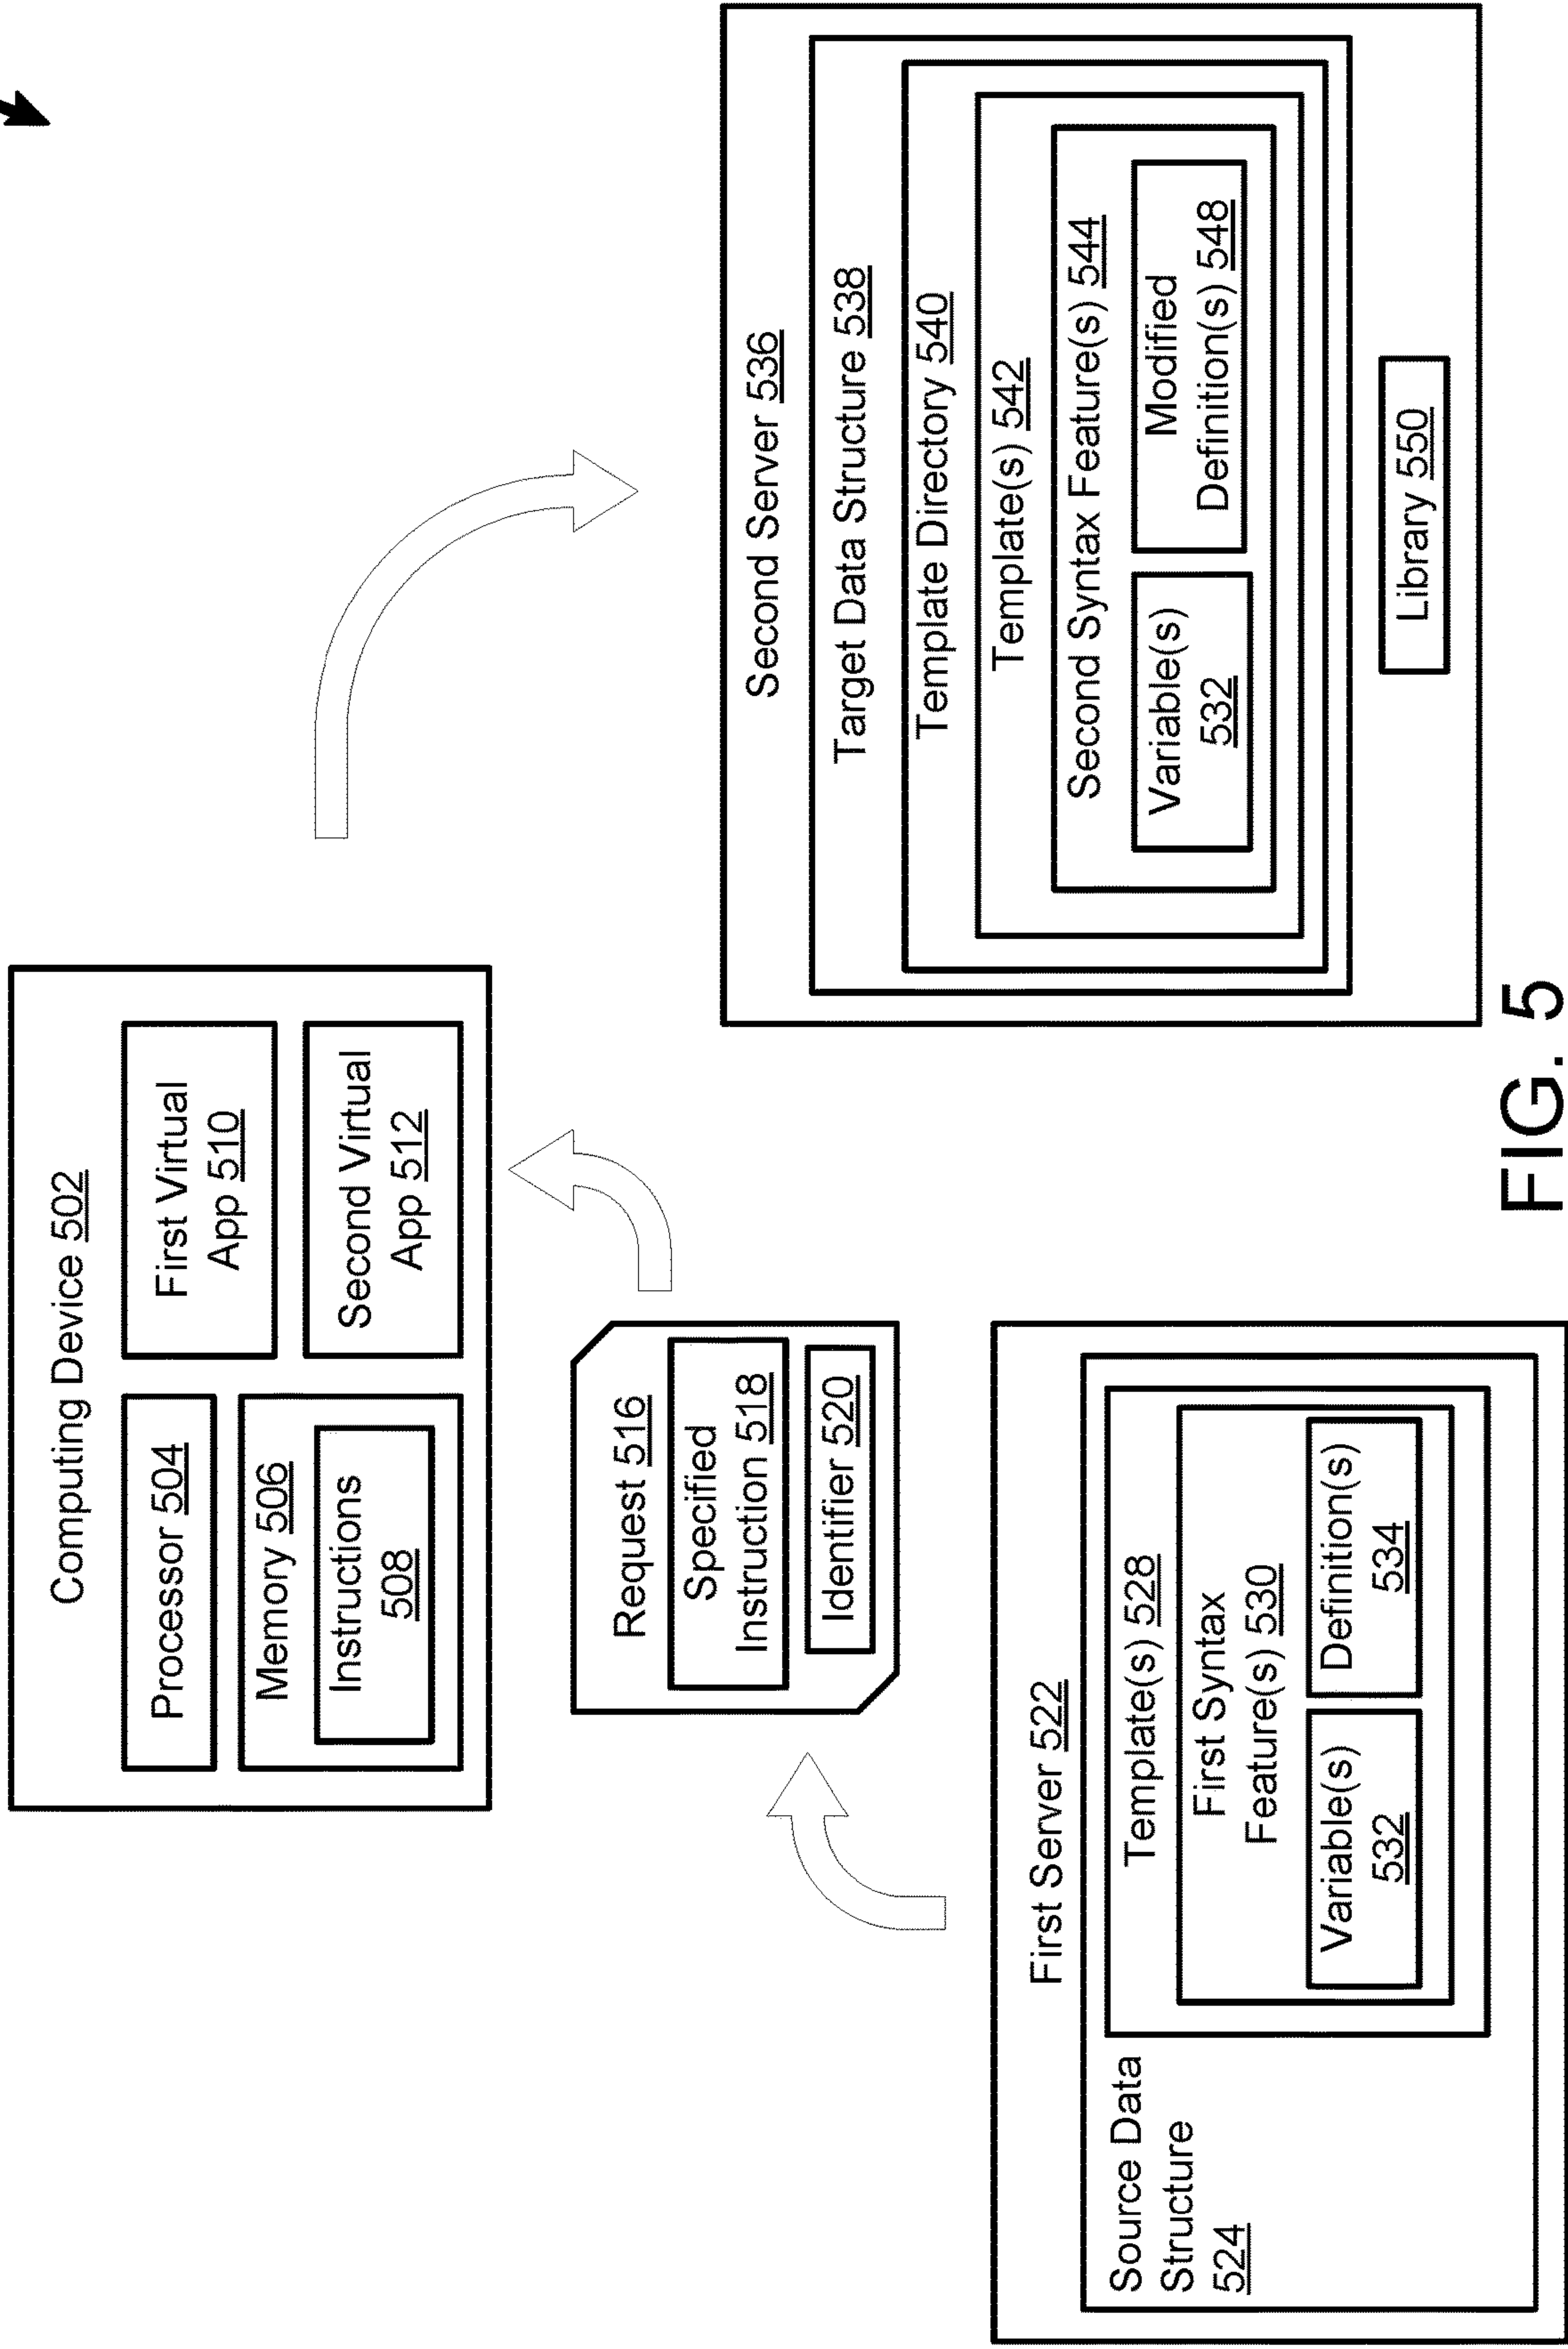 Computing Device 502
Processor 504
Memory 506
Instructions
508
First Virtual
App 510
Second Virtual
App 512
Request 516
Specified
Instruction 518
Identifier 520
First Server 522
Source Data
Structure
524
Template(s) 528
First Syntax
Feature(s) 530
Variable(s)
532
Definition(s)
534
Second Server 536
Target Data Structure 538
Template Directory 540
Template(s) 542
Second Syntax Feature(s) 544
Variable(s)
532
Modified
Definition(s) 548
Library 550
FIG. 5